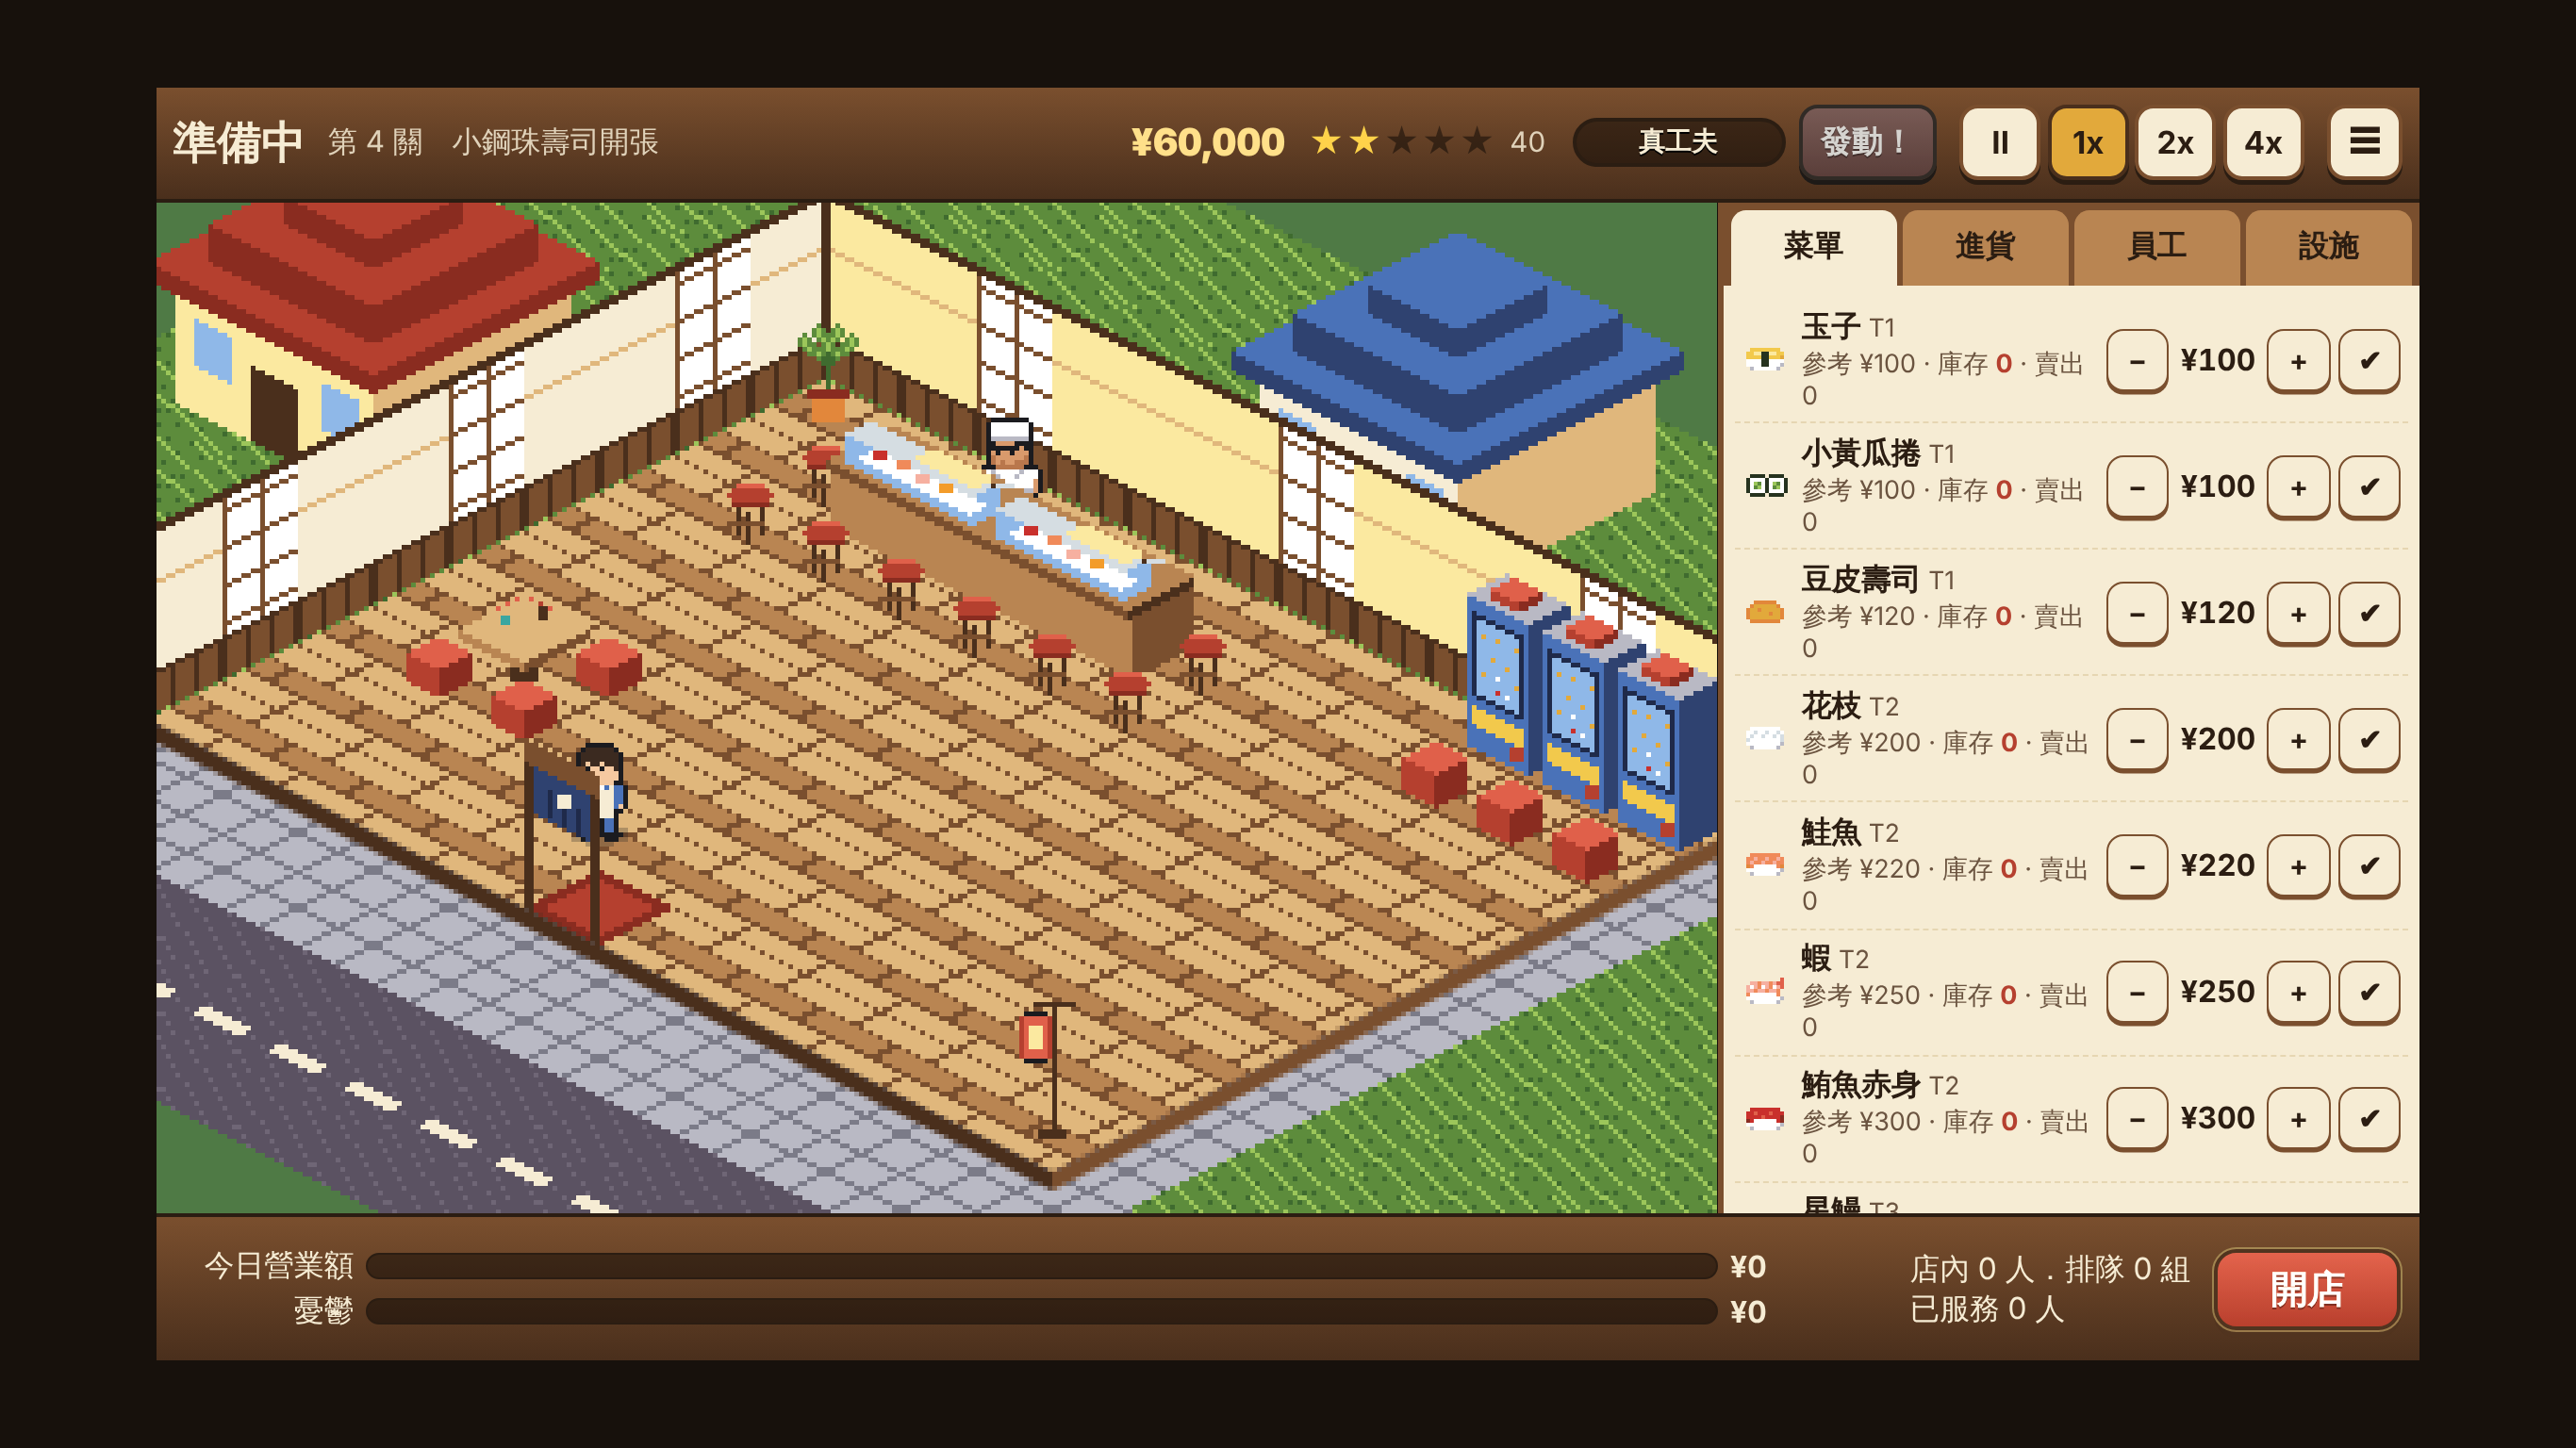 準備中 第 4 關 小鋼珠壽司開張
¥60,000 ★★★★★ 40 真工夫 發動！ II 1x 2x 4x ☰
菜單 進貨 員工 設施
玉子 T1
參考 ¥100 · 庫存 0 · 賣出
0
− ¥100 + ✔
小黃瓜捲 T1
參考 ¥100 · 庫存 0 · 賣出
0
− ¥100 + ✔
豆皮壽司 T1
參考 ¥120 · 庫存 0 · 賣出
0
− ¥120 + ✔
花枝 T2
參考 ¥200 · 庫存 0 · 賣出
0
− ¥200 + ✔
鮭魚 T2
參考 ¥220 · 庫存 0 · 賣出
0
− ¥220 + ✔
蝦 T2
參考 ¥250 · 庫存 0 · 賣出
0
− ¥250 + ✔
鮪魚赤身 T2
參考 ¥300 · 庫存 0 · 賣出
0
− ¥300 + ✔
星鰻 T3
今日營業額 ¥0
憂鬱 ¥0
店內 0 人．排隊 0 組
已服務 0 人
開店